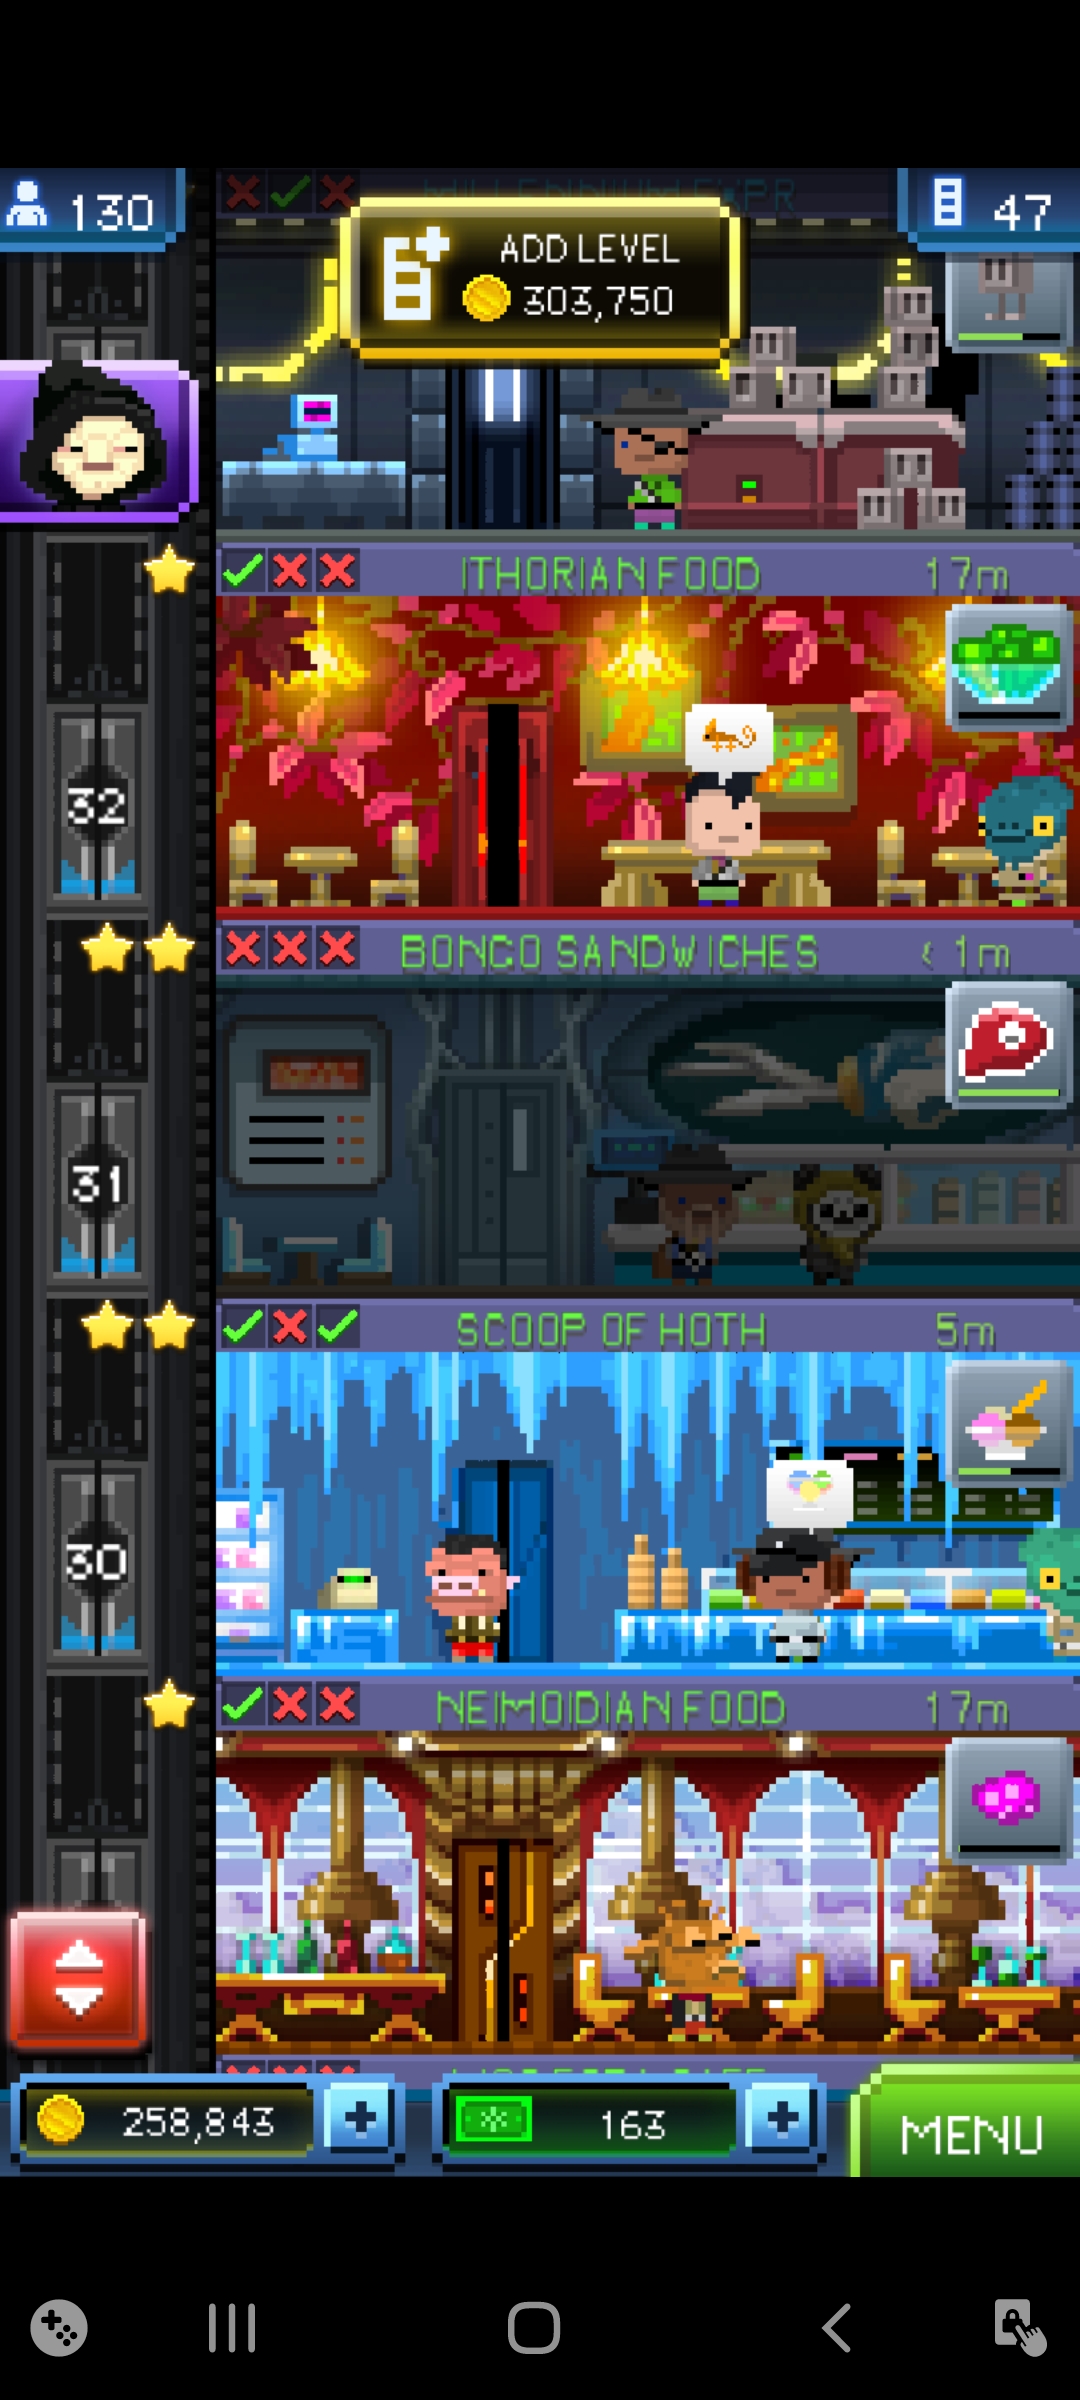 130
47
ADD LEVEL
303,750
ITHORIAN FOOD 17m
32
BONGO SANDWICHES < 1m
31
SCOOP OF HOTH 5m
30
NEIMOIDIAN FOOD 17m
258,843
163
MENU